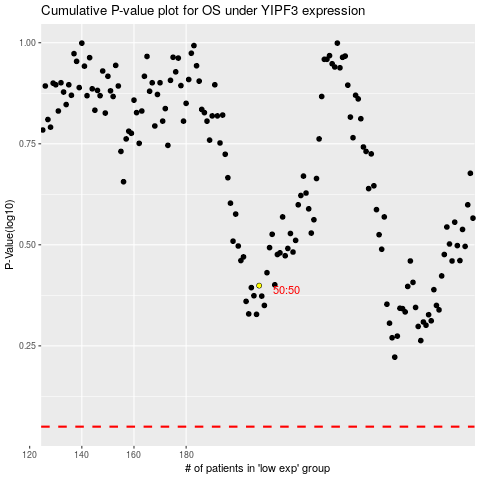 Cumulative P-value plot for OS under YIPF3 expression
P-Value(log10)
1.00
0.75
0.50
0.25
50:50
120 140 160 180
# of patients in 'low exp' group